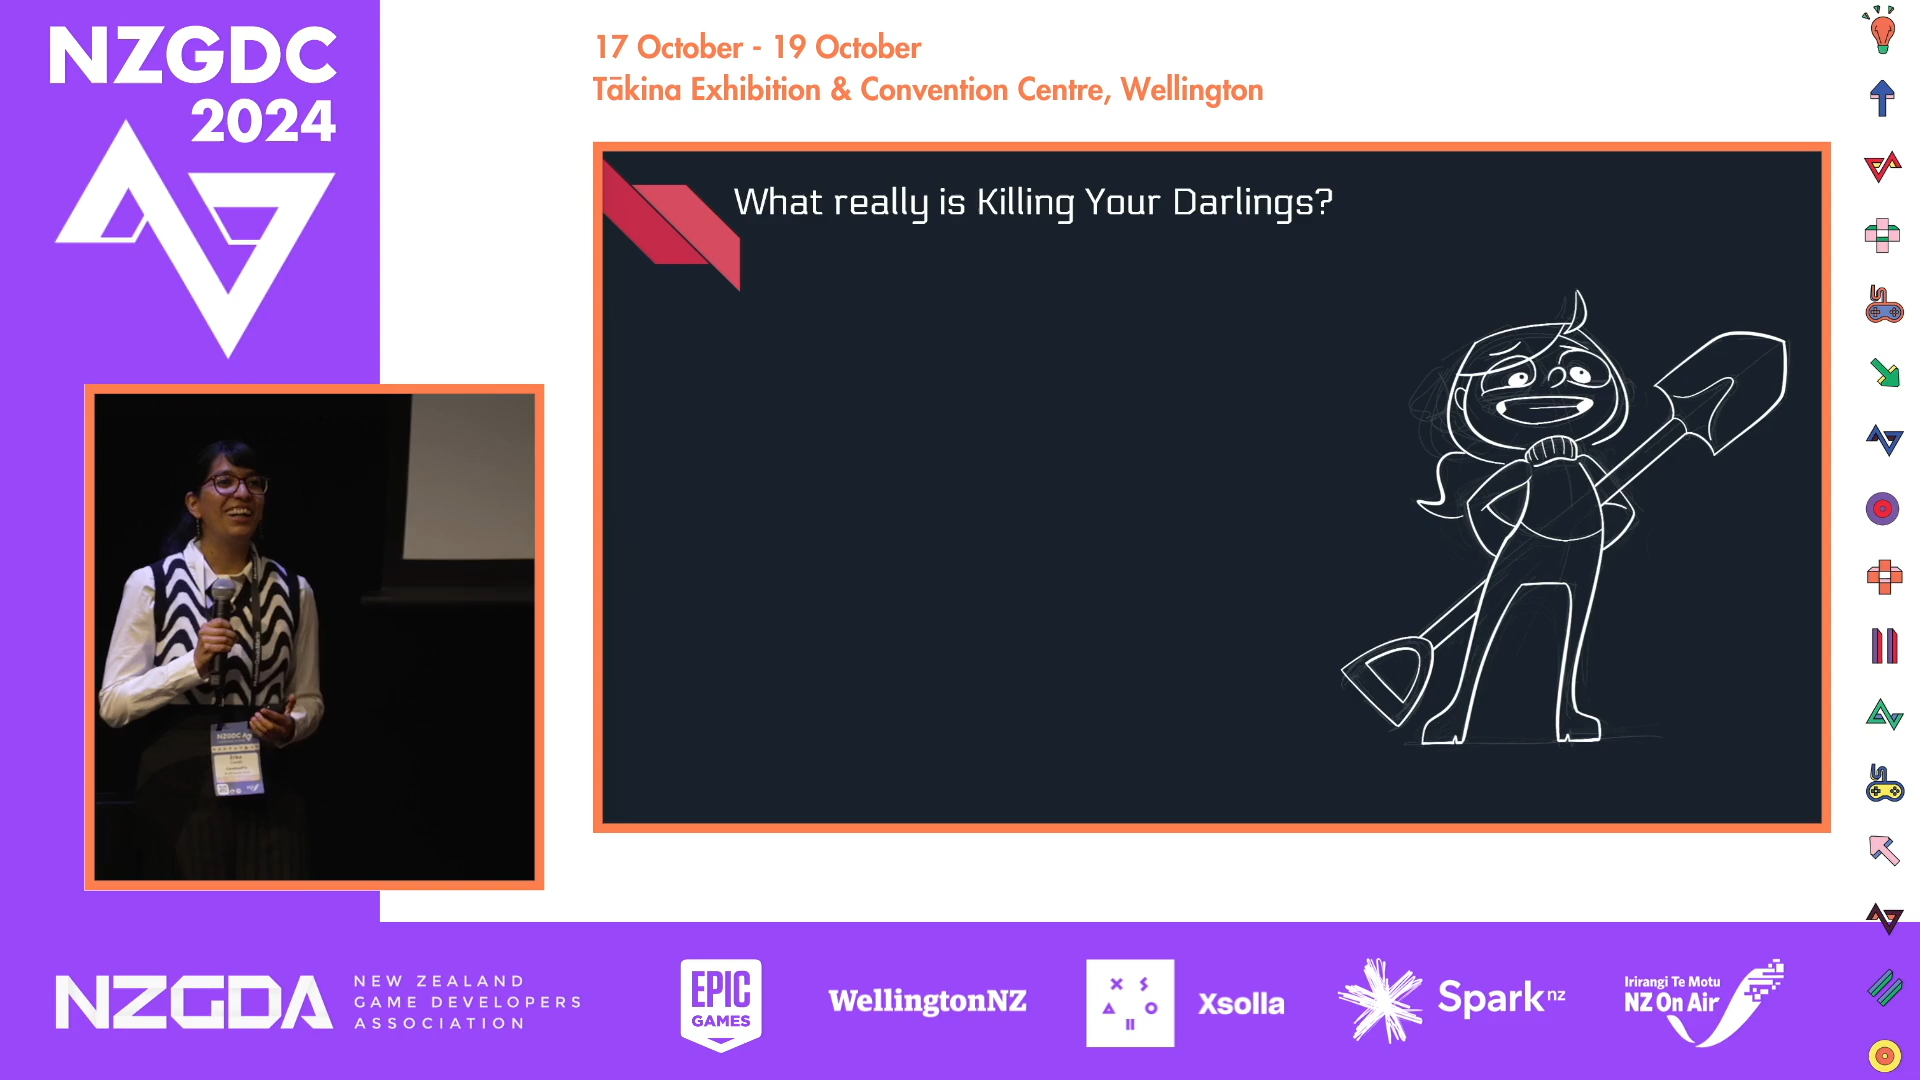 NZGDC
2024
17 October - 19 October
Tākina Exhibition & Convention Centre, Wellington
What really is Killing Your Darlings?
NZGDC
NZGDA
NEW ZEALAND
GAME DEVELOPERS
ASSOCIATION
EPIC
GAMES
WellingtonNZ
Xsolla
Spark nz
Irirangi Te Motu
NZ On Air